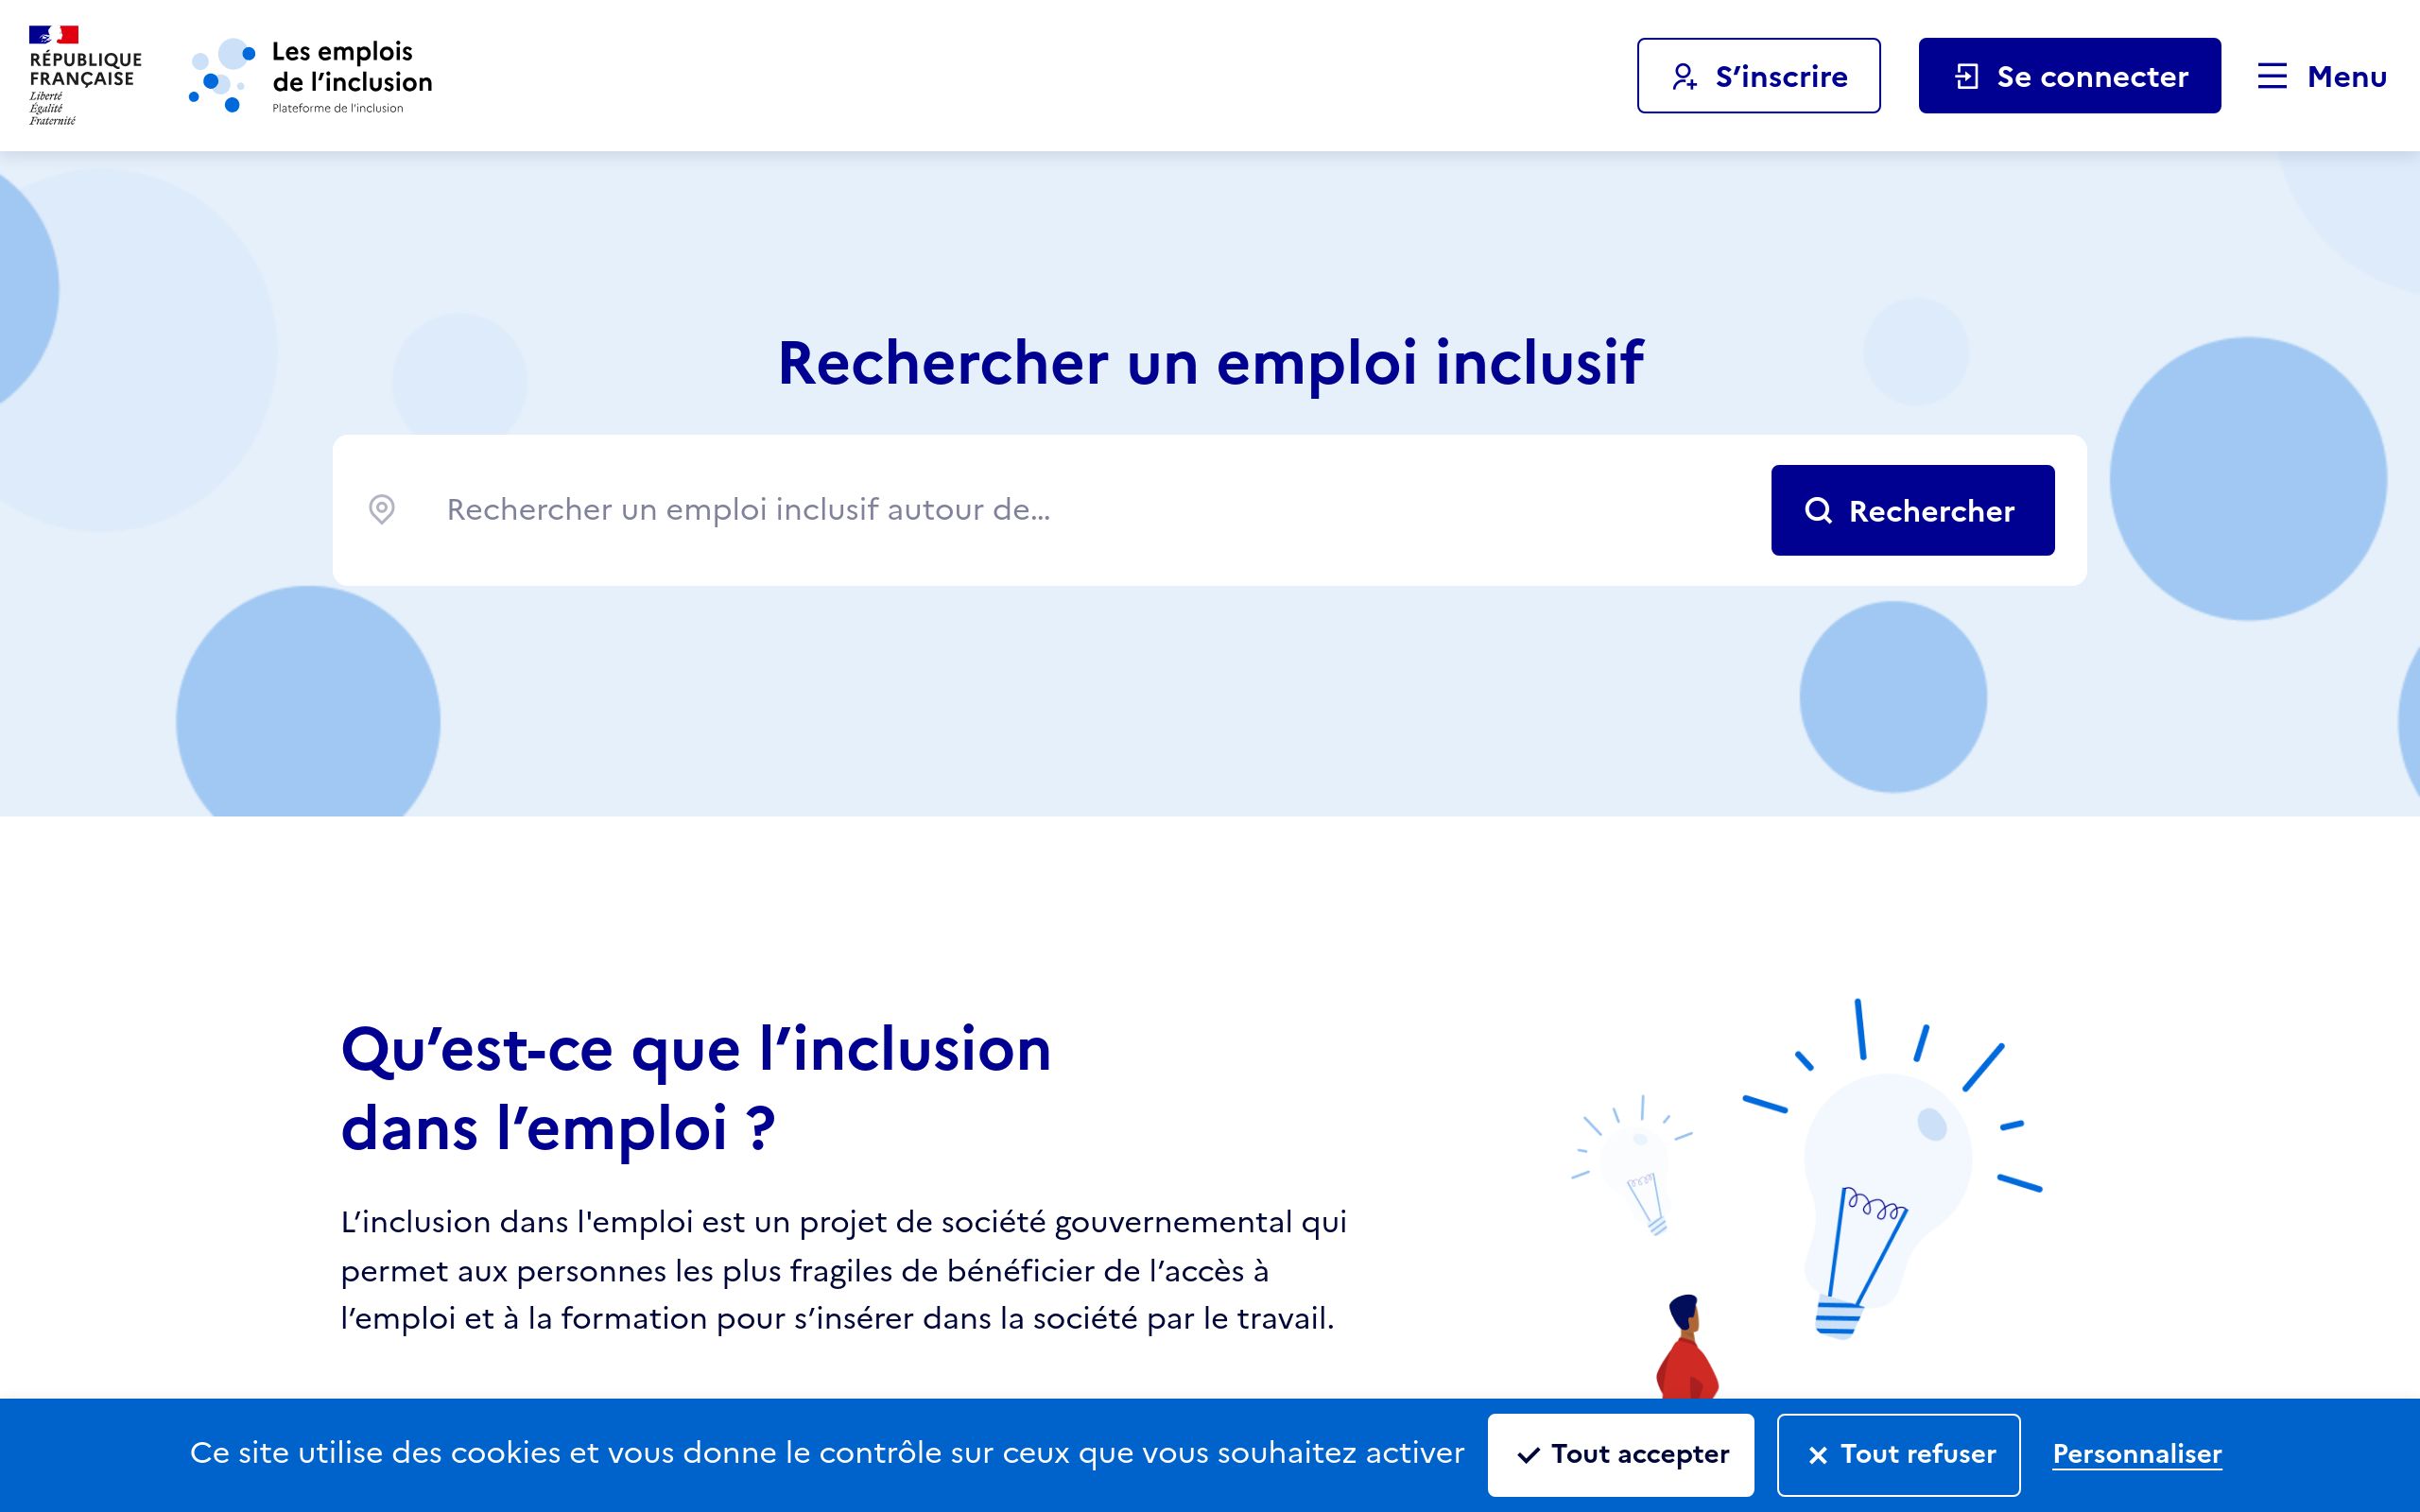 RÉPUBLIQUE
FRANÇAISE
Liberté
Égalité
Fraternité
Les emplois
de l’inclusion
Plateforme de l’inclusion
S’inscrire
Se connecter
Menu
Rechercher un emploi inclusif
Rechercher un emploi inclusif autour de…
Rechercher
Qu’est-ce que l’inclusion
dans l’emploi ?
L’inclusion dans l'emploi est un projet de société gouvernemental qui
permet aux personnes les plus fragiles de bénéficier de l’accès à
l’emploi et à la formation pour s’insérer dans la société par le travail.
Ce site utilise des cookies et vous donne le contrôle sur ceux que vous souhaitez activer
Tout accepter
Tout refuser
Personnaliser